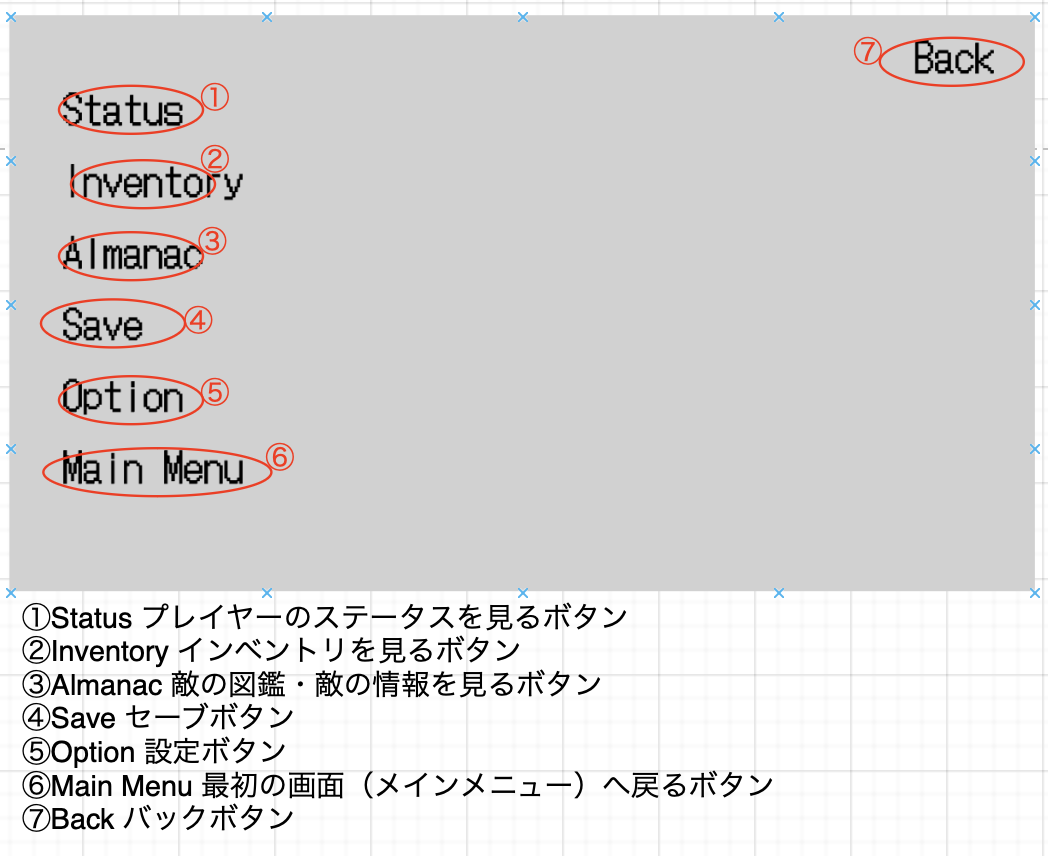 ⑦ Back
Status ①
Inventory ②
Almanac ③
Save ④
Option ⑤
Main Menu ⑥
①Status プレイヤーのステータスを見るボタン
②Inventory インベントリを見るボタン
③Almanac 敵の図鑑・敵の情報を見るボタン
④Save セーブボタン
⑤Option 設定ボタン
⑥Main Menu 最初の画面（メインメニュー）へ戻るボタン
⑦Back バックボタン